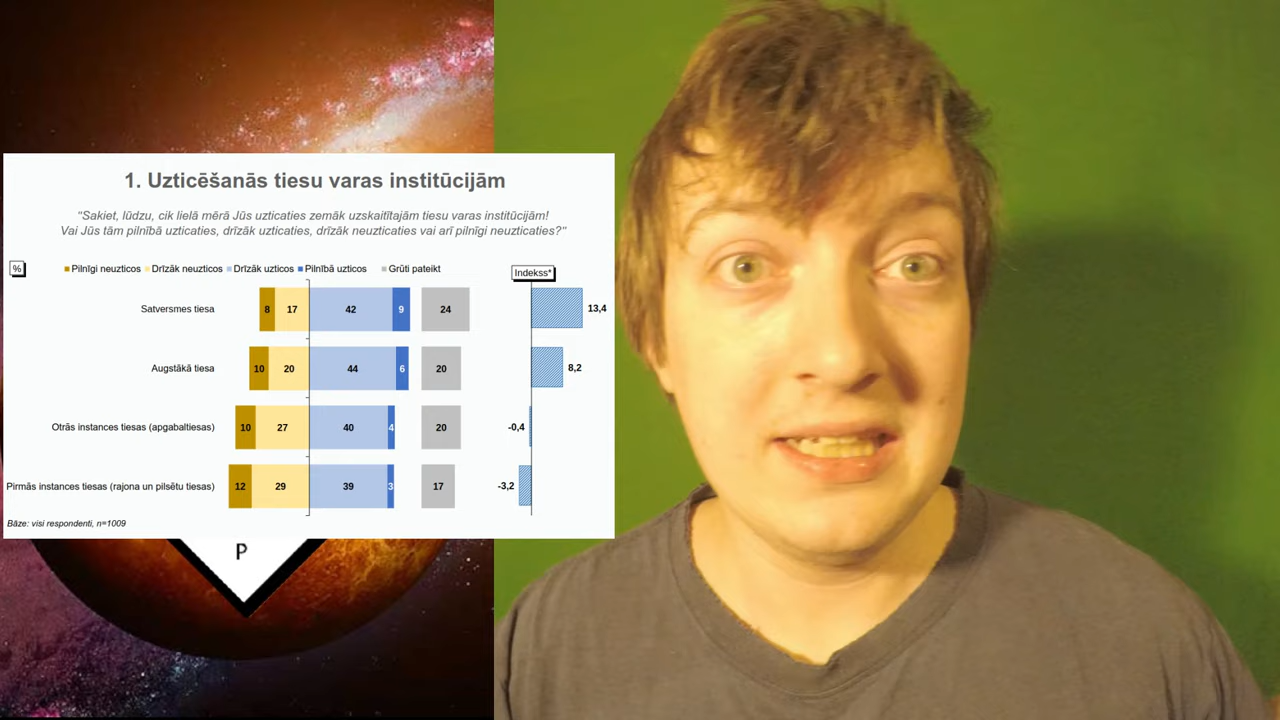 1. Uzticēšanās tiesu varas institūcijām
“Sakiet, lūdzu, cik lielā mērā Jūs uzticaties zemāk uzskaitītajām tiesu varas institūcijām!
Vai Jūs tām pilnībā uzticaties, drīzāk uzticaties, drīzāk neuzticaties vai arī pilnīgi neuzticaties?”
% Pilnīgi neuzticos Drīzāk neuzticos Drīzāk uzticos Pilnībā uzticos Grūti pateikt Indekss*
Satversmes tiesa 8 17 42 9 24 13,4
Augstākā tiesa 10 20 44 6 20 8,2
Otrās instances tiesas (apgabaltiesas) 10 27 40 4 20 -0,4
Pirmās instances tiesas (rajona un pilsētu tiesas) 12 29 39 3 17 -3,2
Bāze: visi respondenti, n=1009
P